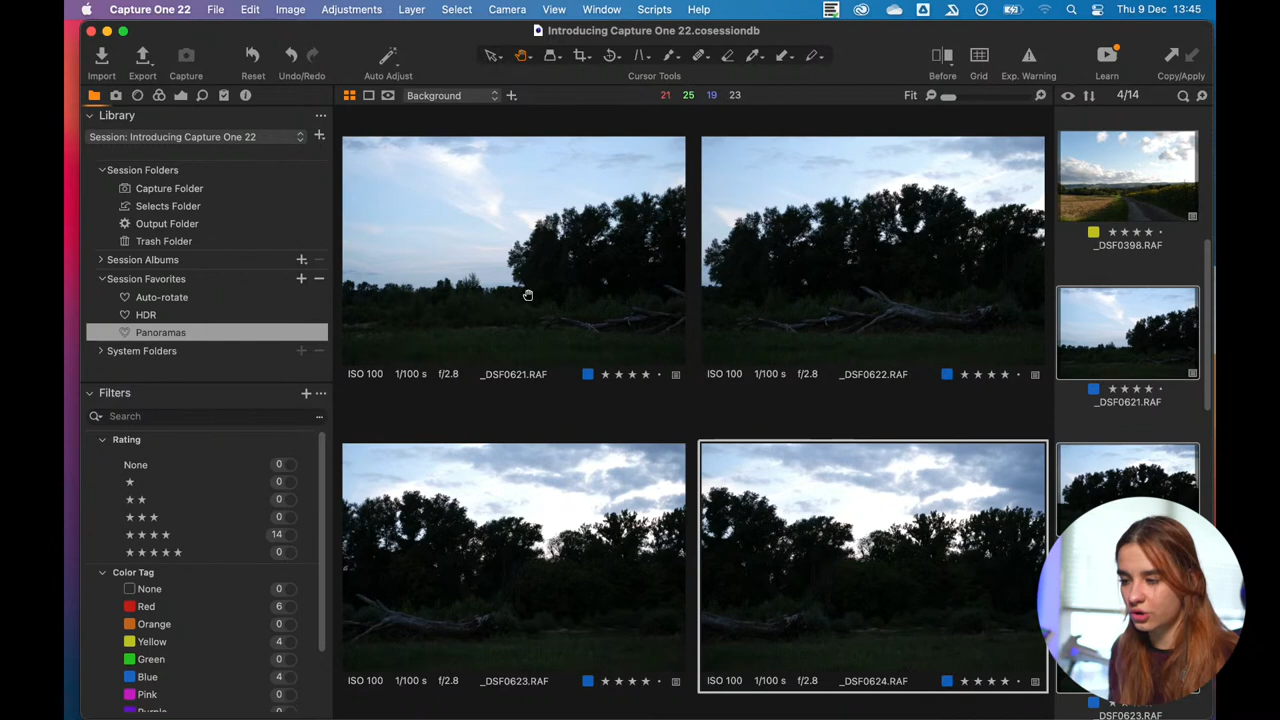 Capture One 22 File Edit Image Adjustments Layer Select Camera View Window Scripts Help Thu 9 Dec 13:45
Introducing Capture One 22.cosessiondb
Import Export Capture Reset Undo/Redo Auto Adjust Cursor Tools Before Grid Exp. Warning Learn Copy/Apply
Background 21 25 19 23 Fit 4/14
Library
Session: Introducing Capture One 22
Session Folders
Capture Folder
Selects Folder
Output Folder
Trash Folder
Session Albums
Session Favorites
Auto-rotate
HDR
Panoramas
System Folders
Filters
Search
Rating
None 0
0
0
0
14
0
Color Tag
None 0
Red 6
Orange 0
Yellow 4
Green 0
Blue 4
Pink 0
Purple
ISO 100 1/100 s f/2.8 _DSF0621.RAF
ISO 100 1/100 s f/2.8 _DSF0622.RAF
ISO 100 1/100 s f/2.8 _DSF0623.RAF
ISO 100 1/100 s f/2.8 _DSF0624.RAF
_DSF0398.RAF
_DSF0621.RAF
_DSF0623.RAF